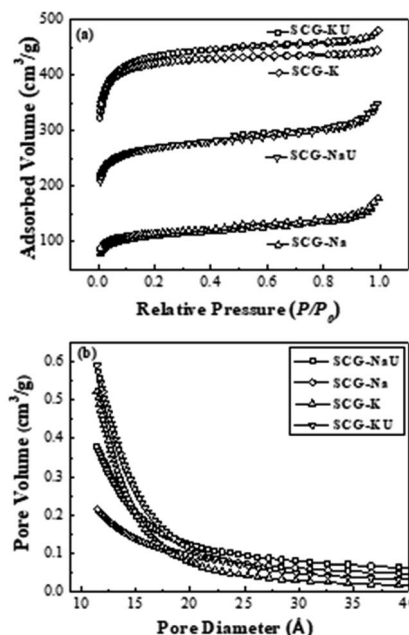 (a)
SCG-KU
SCG-K
SCG-NaU
SCG-Na
500
400
300
200
100
0.0 0.2 0.4 0.6 0.8 1.0
Adsorbed Volume (cm³/g)
Relative Pressure (P/P₀)
(b)
SCG-NaU
SCG-Na
SCG-K
SCG-KU
0.6
0.5
0.4
0.3
0.2
0.1
0.0
10 15 20 25 30 35 40
Pore Volume (cm³/g)
Pore Diameter (Å)